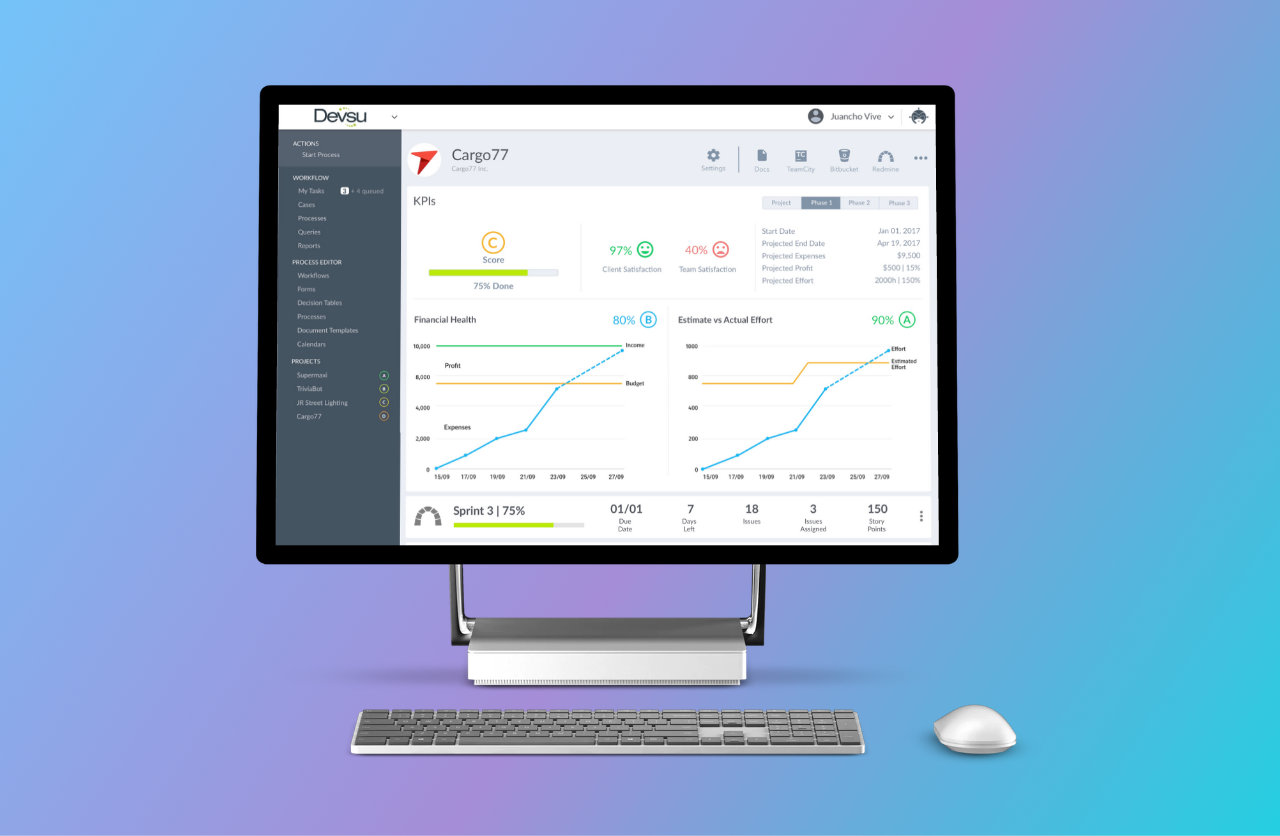 Devsu
Juancho Vive
ACTIONS
Start Process
WORKFLOW
My Tasks 3 + 4 queued
Cases
Processes
Queries
Reports
PROCESS EDITOR
Workflows
Forms
Decision Tables
Processes
Document Templates
Calendars
PROJECTS
Supermaxi A
TriviaBot B
JR Street Lighting C
Cargo77 D
Cargo77
Cargo77 Inc.
Settings
Docs
TC
TeamCity
Bitbucket
Redmine
KPIs
Project Phase 1 Phase 2 Phase 3
C
Score
75% Done
97%
Client Satisfaction
40%
Team Satisfaction
Start Date Jan 01. 2017
Projected End Date Apr 19. 2017
Projected Expenses $9,500
Projected Profit $500 | 15%
Projected Effort 2000h | 150%
Financial Health 80% B
10,000
8,000
4,000
2,000
0
Income
Profit
Budget
Expenses
15/09 17/09 19/09 21/09 23/09 25/09 27/09
Estimate vs Actual Effort 90% A
1000
800
400
200
0
Effort
Estimated
Effort
15/09 17/09 19/09 21/09 23/09 25/09 27/09
Sprint 3 | 75%
01/01
Due
Date
7
Days
Left
18
Issues
3
Issues
Assigned
150
Story
Points